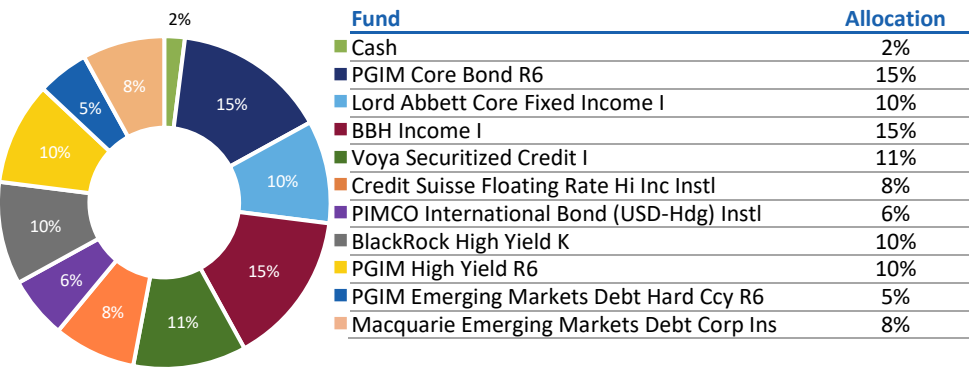 2%
15%
10%
15%
11%
8%
6%
10%
10%
5%
8%
Fund Allocation
Cash 2%
PGIM Core Bond R6 15%
Lord Abbett Core Fixed Income I 10%
BBH Income I 15%
Voya Securitized Credit I 11%
Credit Suisse Floating Rate Hi Inc Instl 8%
PIMCO International Bond (USD-Hdg) Instl 6%
BlackRock High Yield K 10%
PGIM High Yield R6 10%
PGIM Emerging Markets Debt Hard Ccy R6 5%
Macquarie Emerging Markets Debt Corp Ins 8%